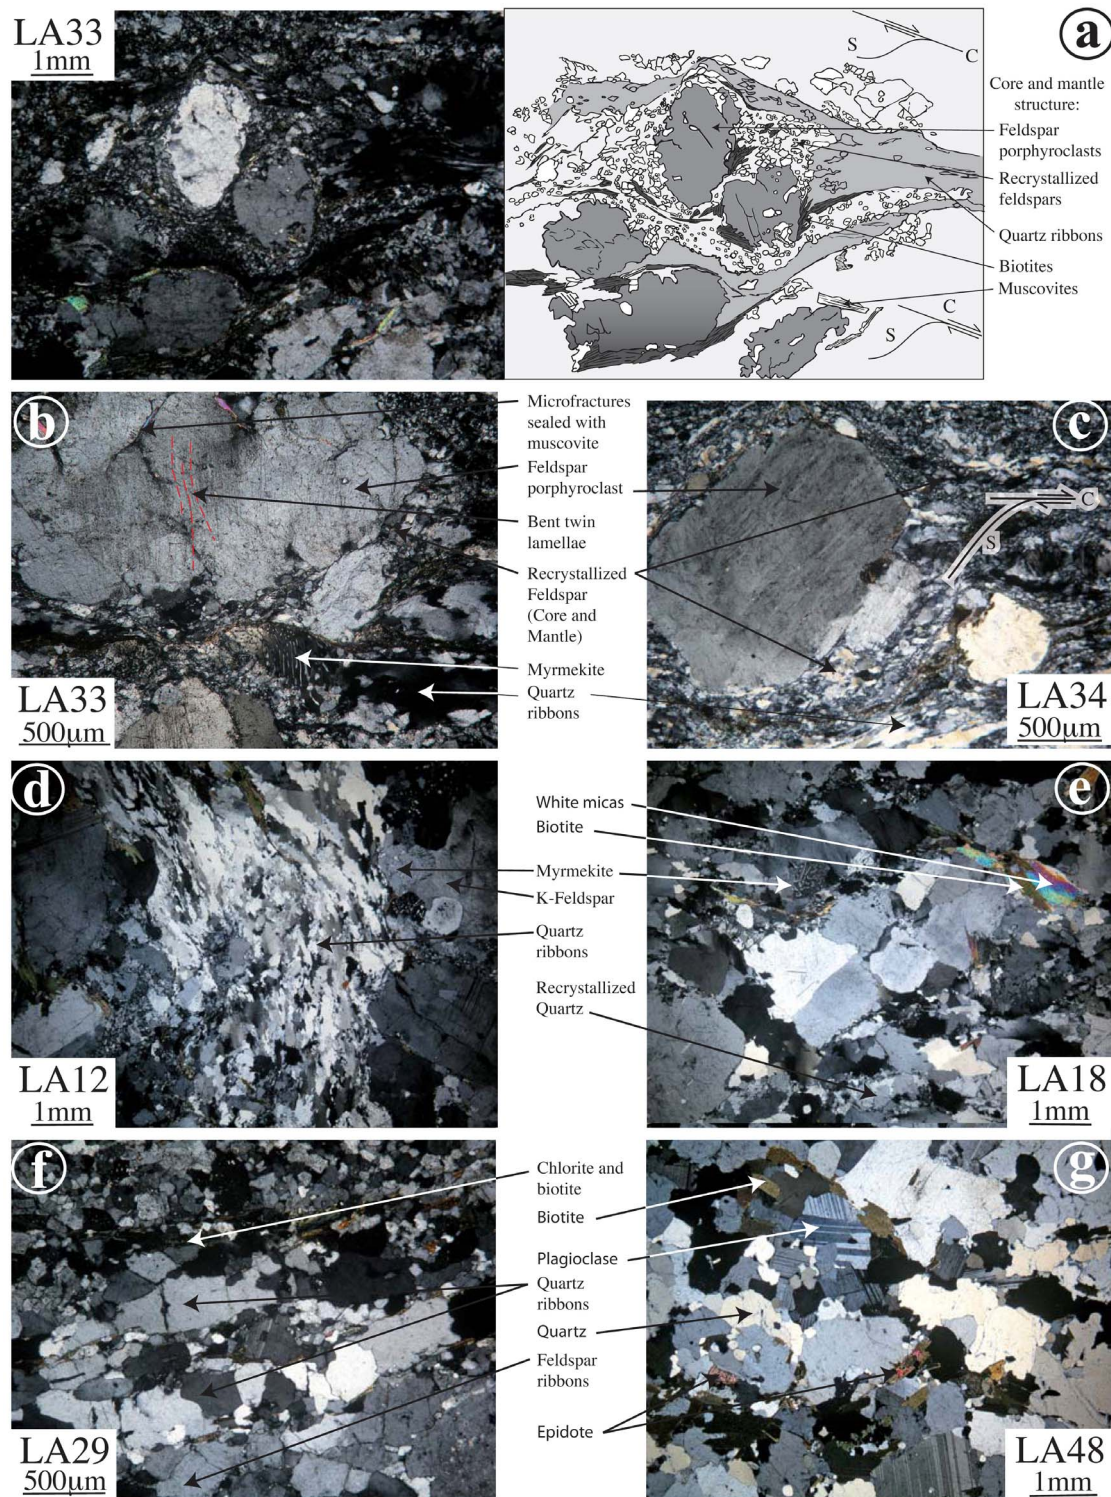 LA33
1mm
a
S
C
Core and mantle
structure:
Feldspar
porphyroclasts
Recrystallized
feldspars
Quartz ribbons
Biotites
Muscovites
C
S
b
Microfractures
sealed with
muscovite
Feldspar
porphyroclast
Bent twin
lamellae
Recrystallized
Feldspar
(Core and
Mantle)
Myrmekite
Quartz
ribbons
LA33
500µm
c
C
S
LA34
500µm
d
White micas
Biotite
Myrmekite
K-Feldspar
Quartz
ribbons
Recrystallized
Quartz
LA12
1mm
e
LA18
1mm
f
Chlorite and
biotite
Biotite
Plagioclase
Quartz
ribbons
Quartz
Feldspar
ribbons
Epidote
LA29
500µm
g
LA48
1mm